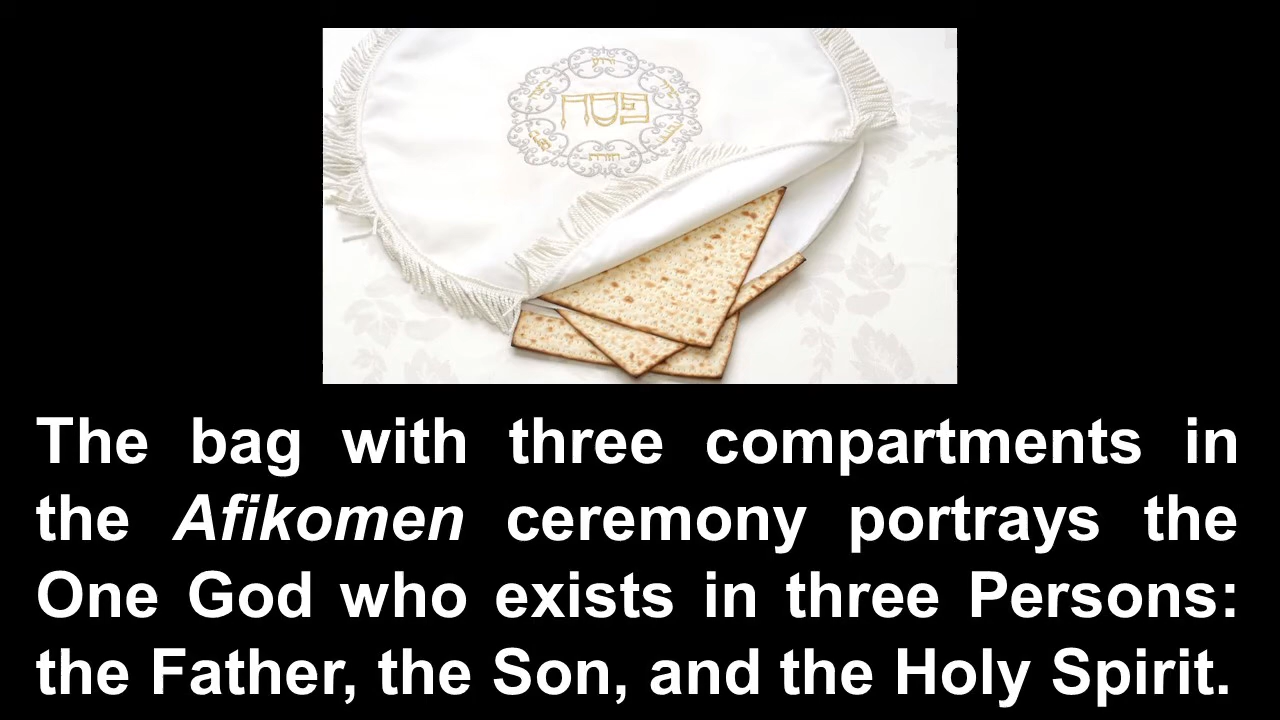 פסח
The bag with three compartments in
the Afikomen ceremony portrays the
One God who exists in three Persons:
the Father, the Son, and the Holy Spirit.